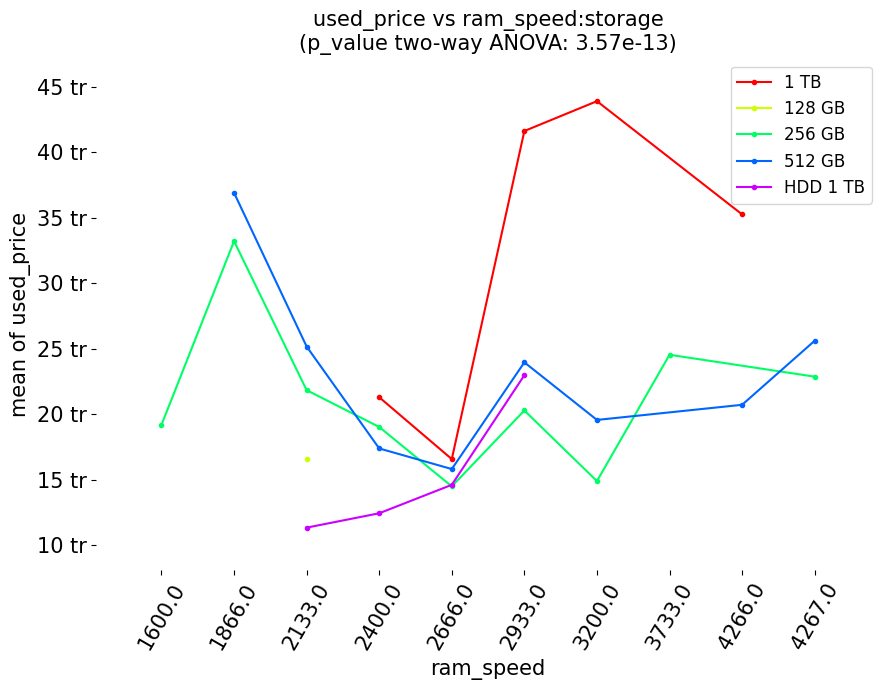 used_price vs ram_speed:storage
(p_value two-way ANOVA: 3.57e-13)
1 TB
128 GB
256 GB
512 GB
HDD 1 TB
mean of used_price
45 tr
40 tr
35 tr
30 tr
25 tr
20 tr
15 tr
10 tr
1600.0
1866.0
2133.0
2400.0
2666.0
2933.0
3200.0
3733.0
4266.0
4267.0
ram_speed